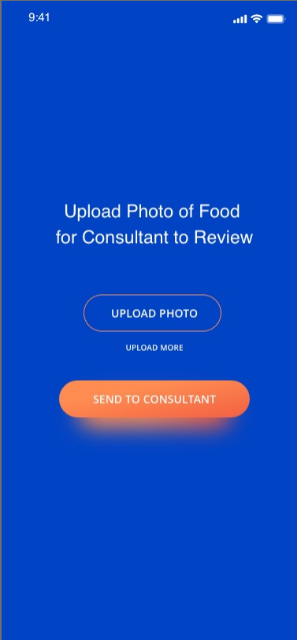 9:41
Upload Photo of Food
for Consultant to Review
UPLOAD PHOTO
UPLOAD MORE
SEND TO CONSULTANT